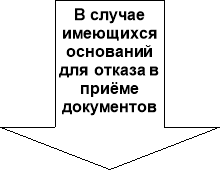 В случае
имеющихся
оснований
для отказа в
приёме
документов